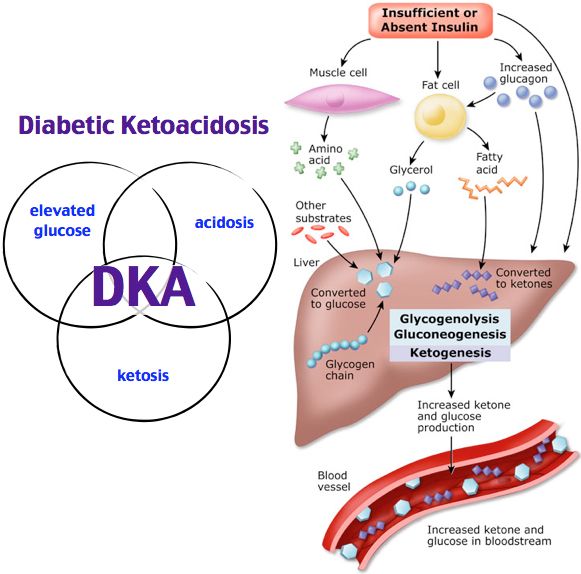 Diabetic Ketoacidosis
elevated
glucose
acidosis
DKA
ketosis
Insufficient or
Absent Insulin
Muscle cell
Fat cell
Increased
glucagon
Amino
acid
Glycerol
Fatty
acid
Other
substrates
Liver
Converted
to glucose
Converted
to ketones
Glycogenolysis
Gluconeogenesis
Ketogenesis
Glycogen
chain
Increased ketone
and glucose
production
Blood
vessel
Increased ketone and
glucose in bloodstream